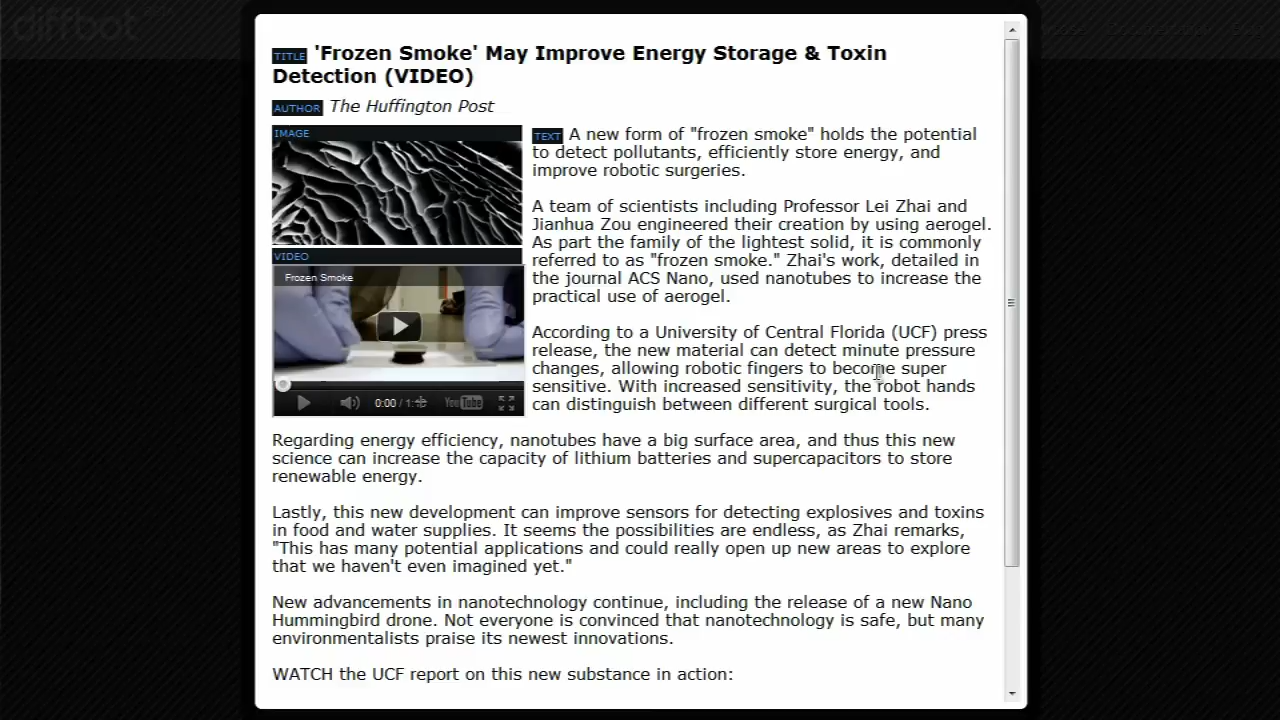 diffbot
TITLE 'Frozen Smoke' May Improve Energy Storage & Toxin
Detection (VIDEO)
AUTHOR The Huffington Post
IMAGE
VIDEO
Frozen Smoke
0:00
YouTube
TEXT A new form of "frozen smoke" holds the potential
to detect pollutants, efficiently store energy, and
improve robotic surgeries.
A team of scientists including Professor Lei Zhai and
Jianhua Zou engineered their creation by using aerogel.
As part the family of the lightest solid, it is commonly
referred to as "frozen smoke." Zhai's work, detailed in
the journal ACS Nano, used nanotubes to increase the
practical use of aerogel.
According to a University of Central Florida (UCF) press
release, the new material can detect minute pressure
changes, allowing robotic fingers to become super
sensitive. With increased sensitivity, the robot hands
can distinguish between different surgical tools.
Regarding energy efficiency, nanotubes have a big surface area, and thus this new
science can increase the capacity of lithium batteries and supercapacitors to store
renewable energy.
Lastly, this new development can improve sensors for detecting explosives and toxins
in food and water supplies. It seems the possibilities are endless, as Zhai remarks,
"This has many potential applications and could really open up new areas to explore
that we haven't even imagined yet."
New advancements in nanotechnology continue, including the release of a new Nano
Hummingbird drone. Not everyone is convinced that nanotechnology is safe, but many
environmentalists praise its newest innovations.
WATCH the UCF report on this new substance in action: